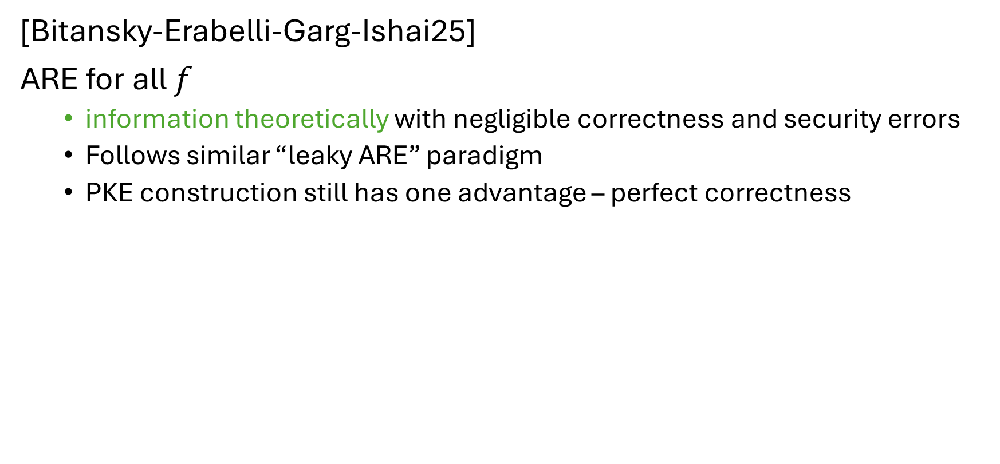 [Bitansky-Erabelli-Garg-Ishai25]
ARE for all f
• information theoretically with negligible correctness and security errors
• Follows similar “leaky ARE” paradigm
• PKE construction still has one advantage – perfect correctness